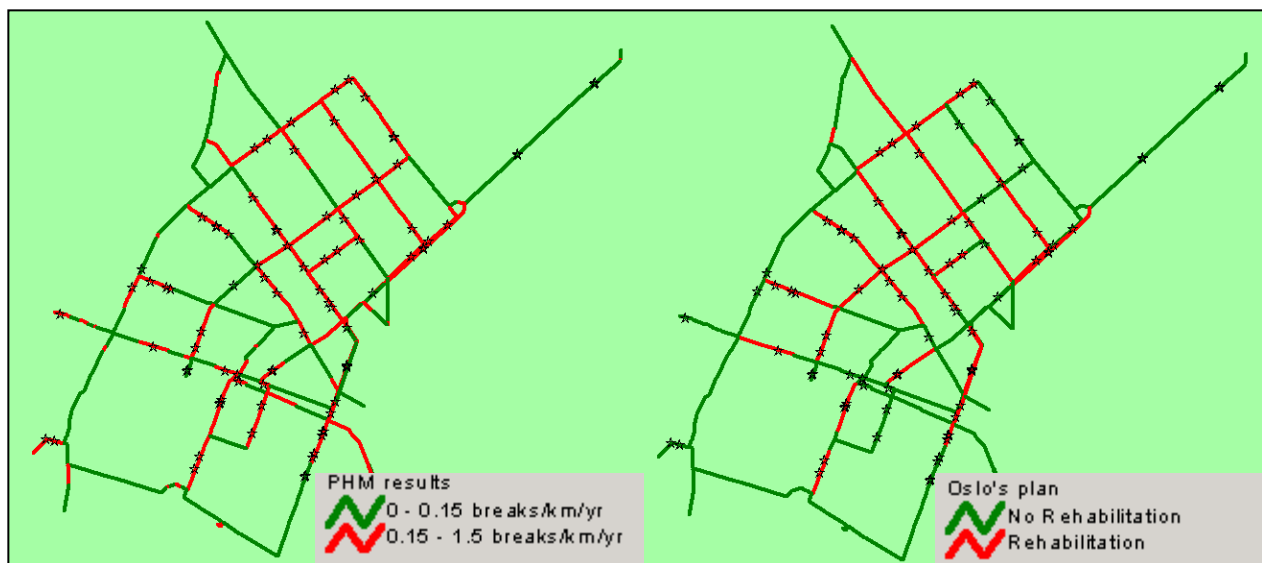 PHM results
0 - 0.15 breaks/km/yr
0.15 - 1.5 breaks/km/yr
Oslo's plan
No Rehabilitation
Rehabilitation